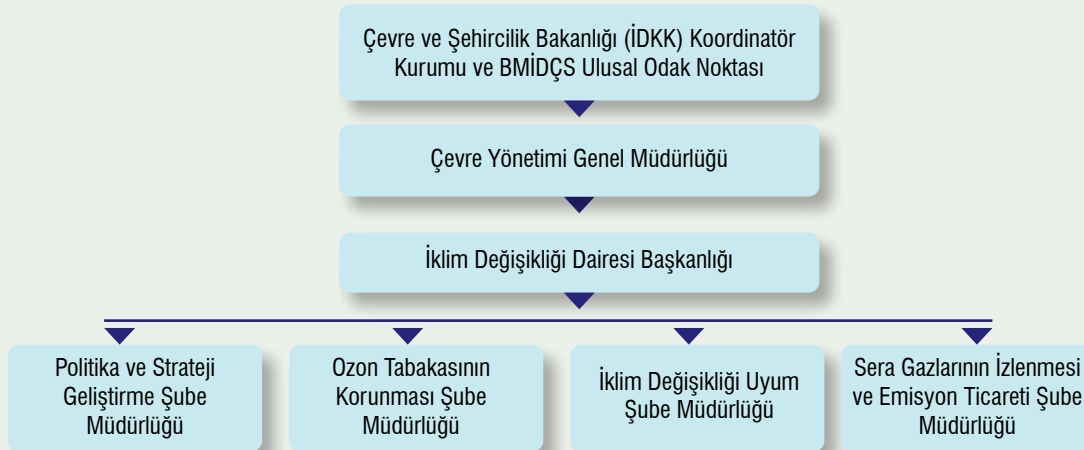 Çevre ve Şehircilik Bakanlığı (İDKK) Koordinatör
Kurumu ve BMİDÇS Ulusal Odak Noktası
Çevre Yönetimi Genel Müdürlüğü
İklim Değişikliği Dairesi Başkanlığı
Politika ve Strateji
Geliştirme Şube
Müdürlüğü
Ozon Tabakasının
Korunması Şube
Müdürlüğü
İklim Değişikliği Uyum
Şube Müdürlüğü
Sera Gazlarının İzlenmesi
ve Emisyon Ticareti Şube
Müdürlüğü